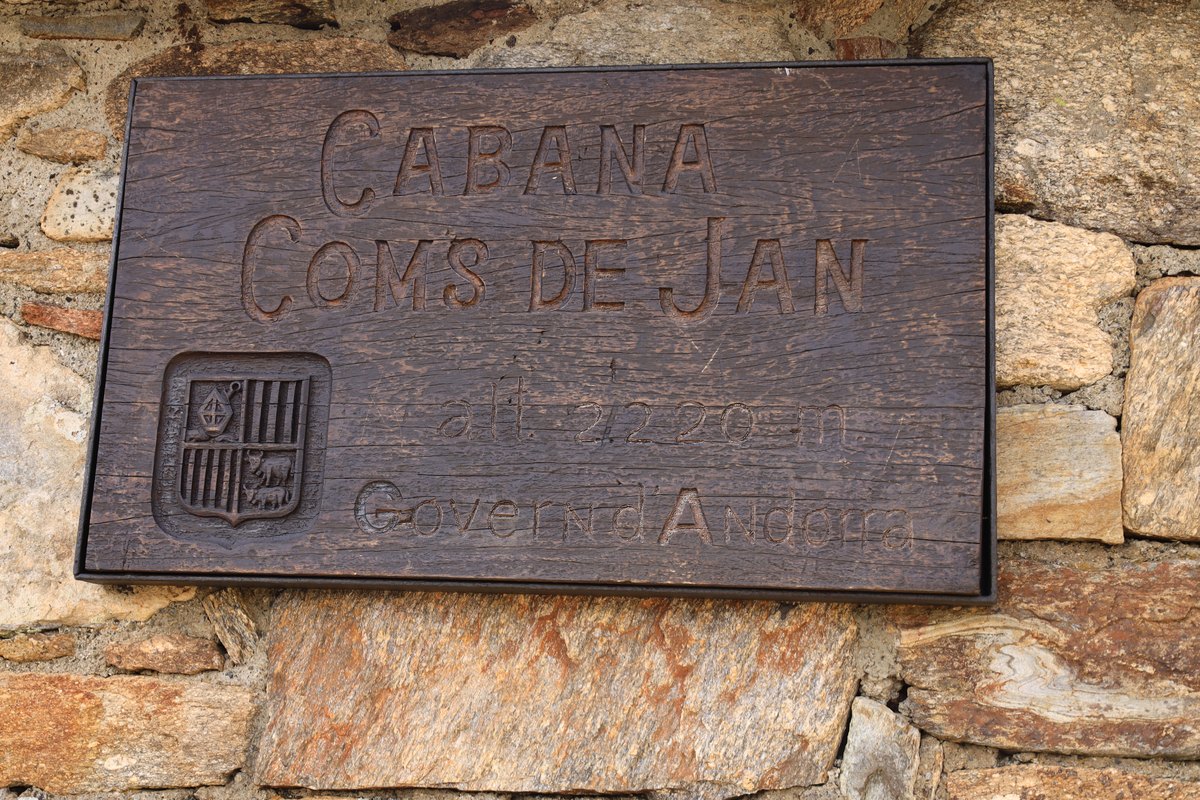 CABANA
COMS DE JAN
alt. 2220 m.
Govern d'Andorra